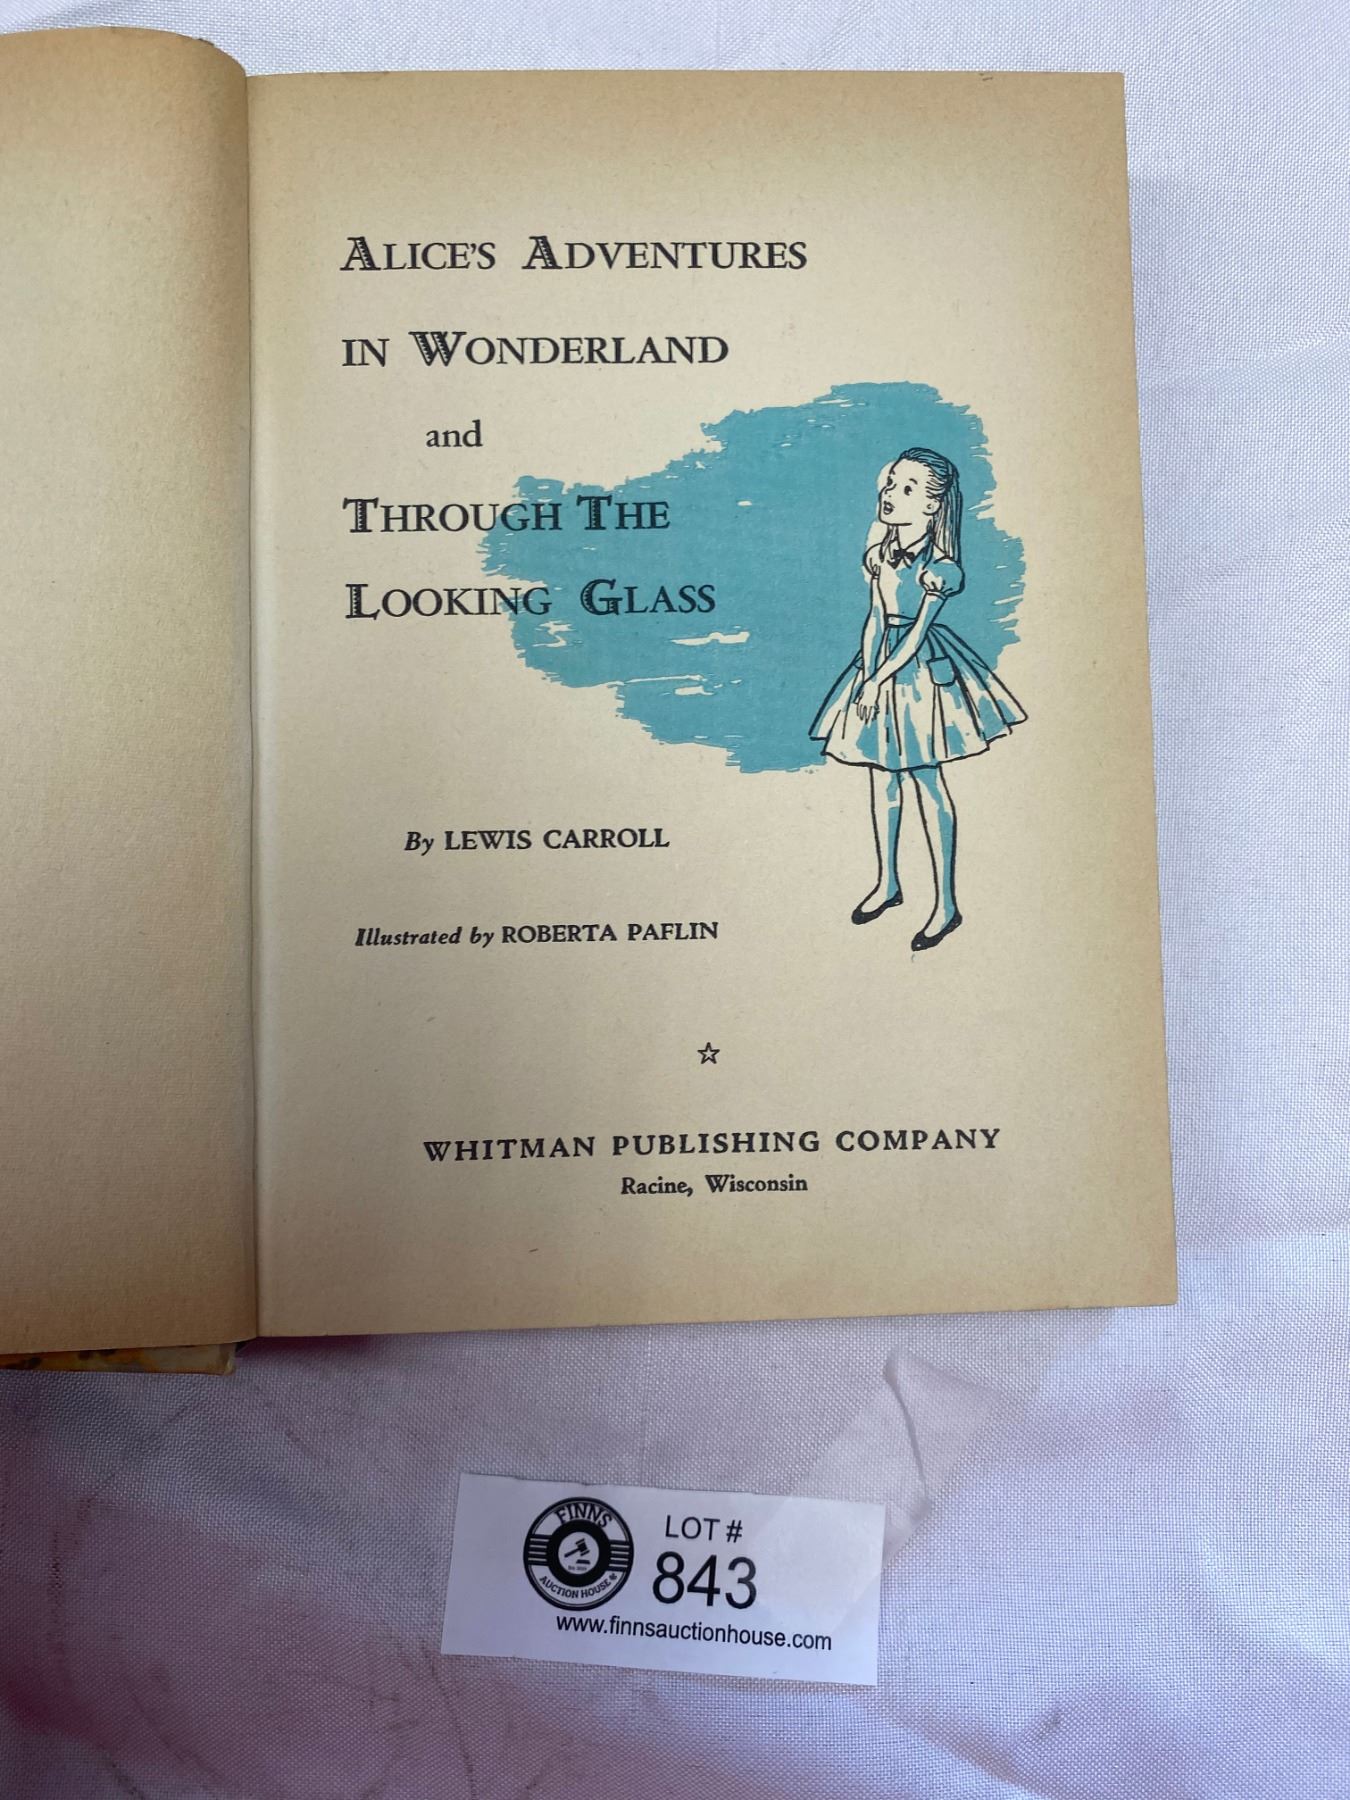 ALICE'S ADVENTURES
IN WONDERLAND
and
THROUGH THE
LOOKING GLASS
By LEWIS CARROLL
Illustrated by ROBERTA PAFLIN
WHITMAN PUBLISHING COMPANY
Racine, Wisconsin
FINNS
AUCTION HOUSE
LOT #
843
www.finnsauctionhouse.com